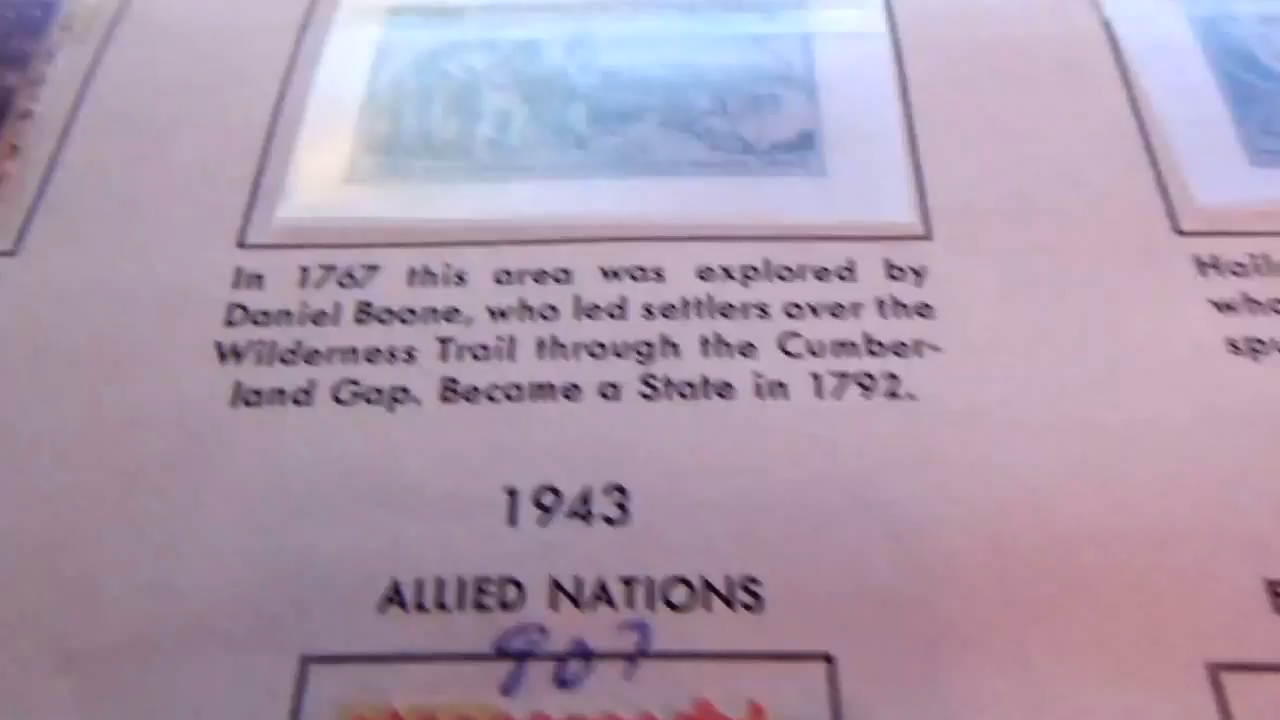 In 1767 this area was explored by
Daniel Boone, who led settlers over the
Wilderness Trail through the Cumber-
land Gap. Became a State in 1792.
1943
ALLIED NATIONS
907